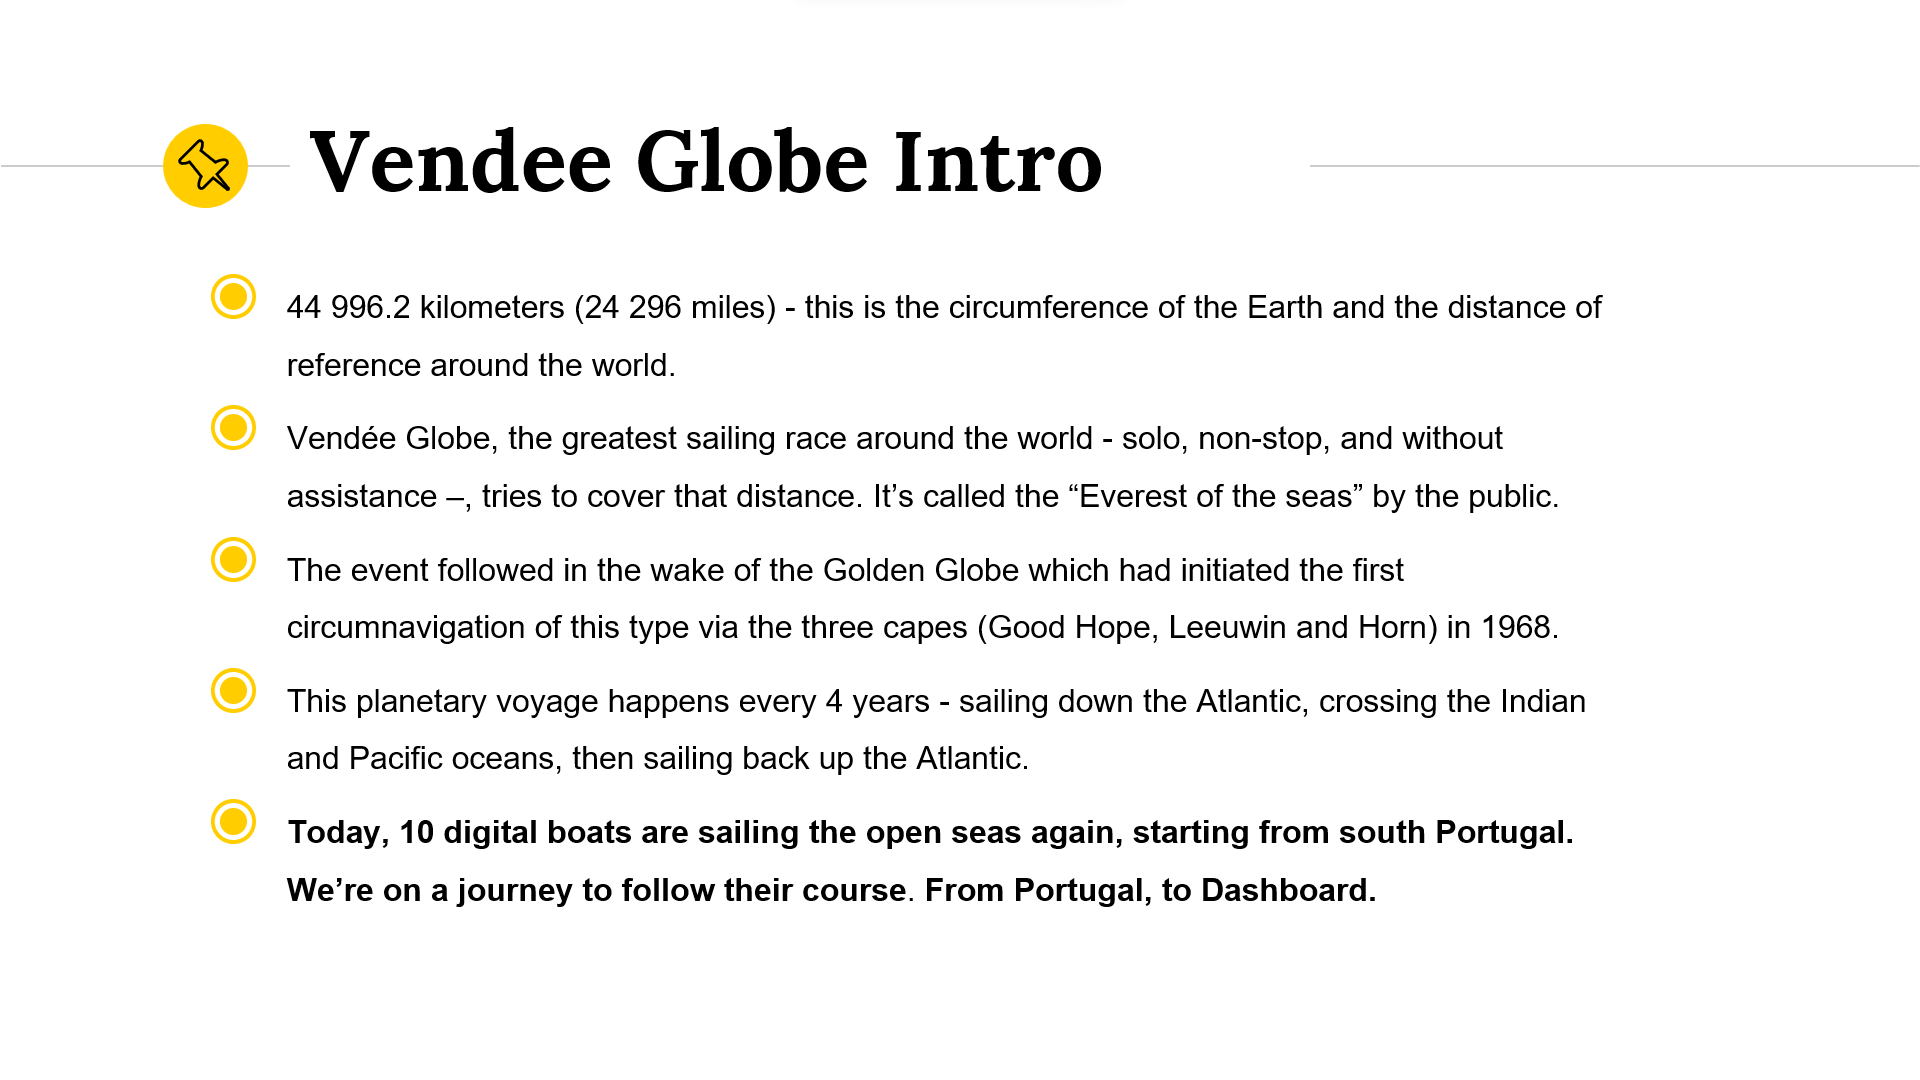 Vendee Globe Intro
44 996.2 kilometers (24 296 miles) - this is the circumference of the Earth and the distance of
reference around the world.
Vendée Globe, the greatest sailing race around the world - solo, non-stop, and without
assistance –, tries to cover that distance. It’s called the “Everest of the seas” by the public.
The event followed in the wake of the Golden Globe which had initiated the first
circumnavigation of this type via the three capes (Good Hope, Leeuwin and Horn) in 1968.
This planetary voyage happens every 4 years - sailing down the Atlantic, crossing the Indian
and Pacific oceans, then sailing back up the Atlantic.
Today, 10 digital boats are sailing the open seas again, starting from south Portugal.
We’re on a journey to follow their course. From Portugal, to Dashboard.